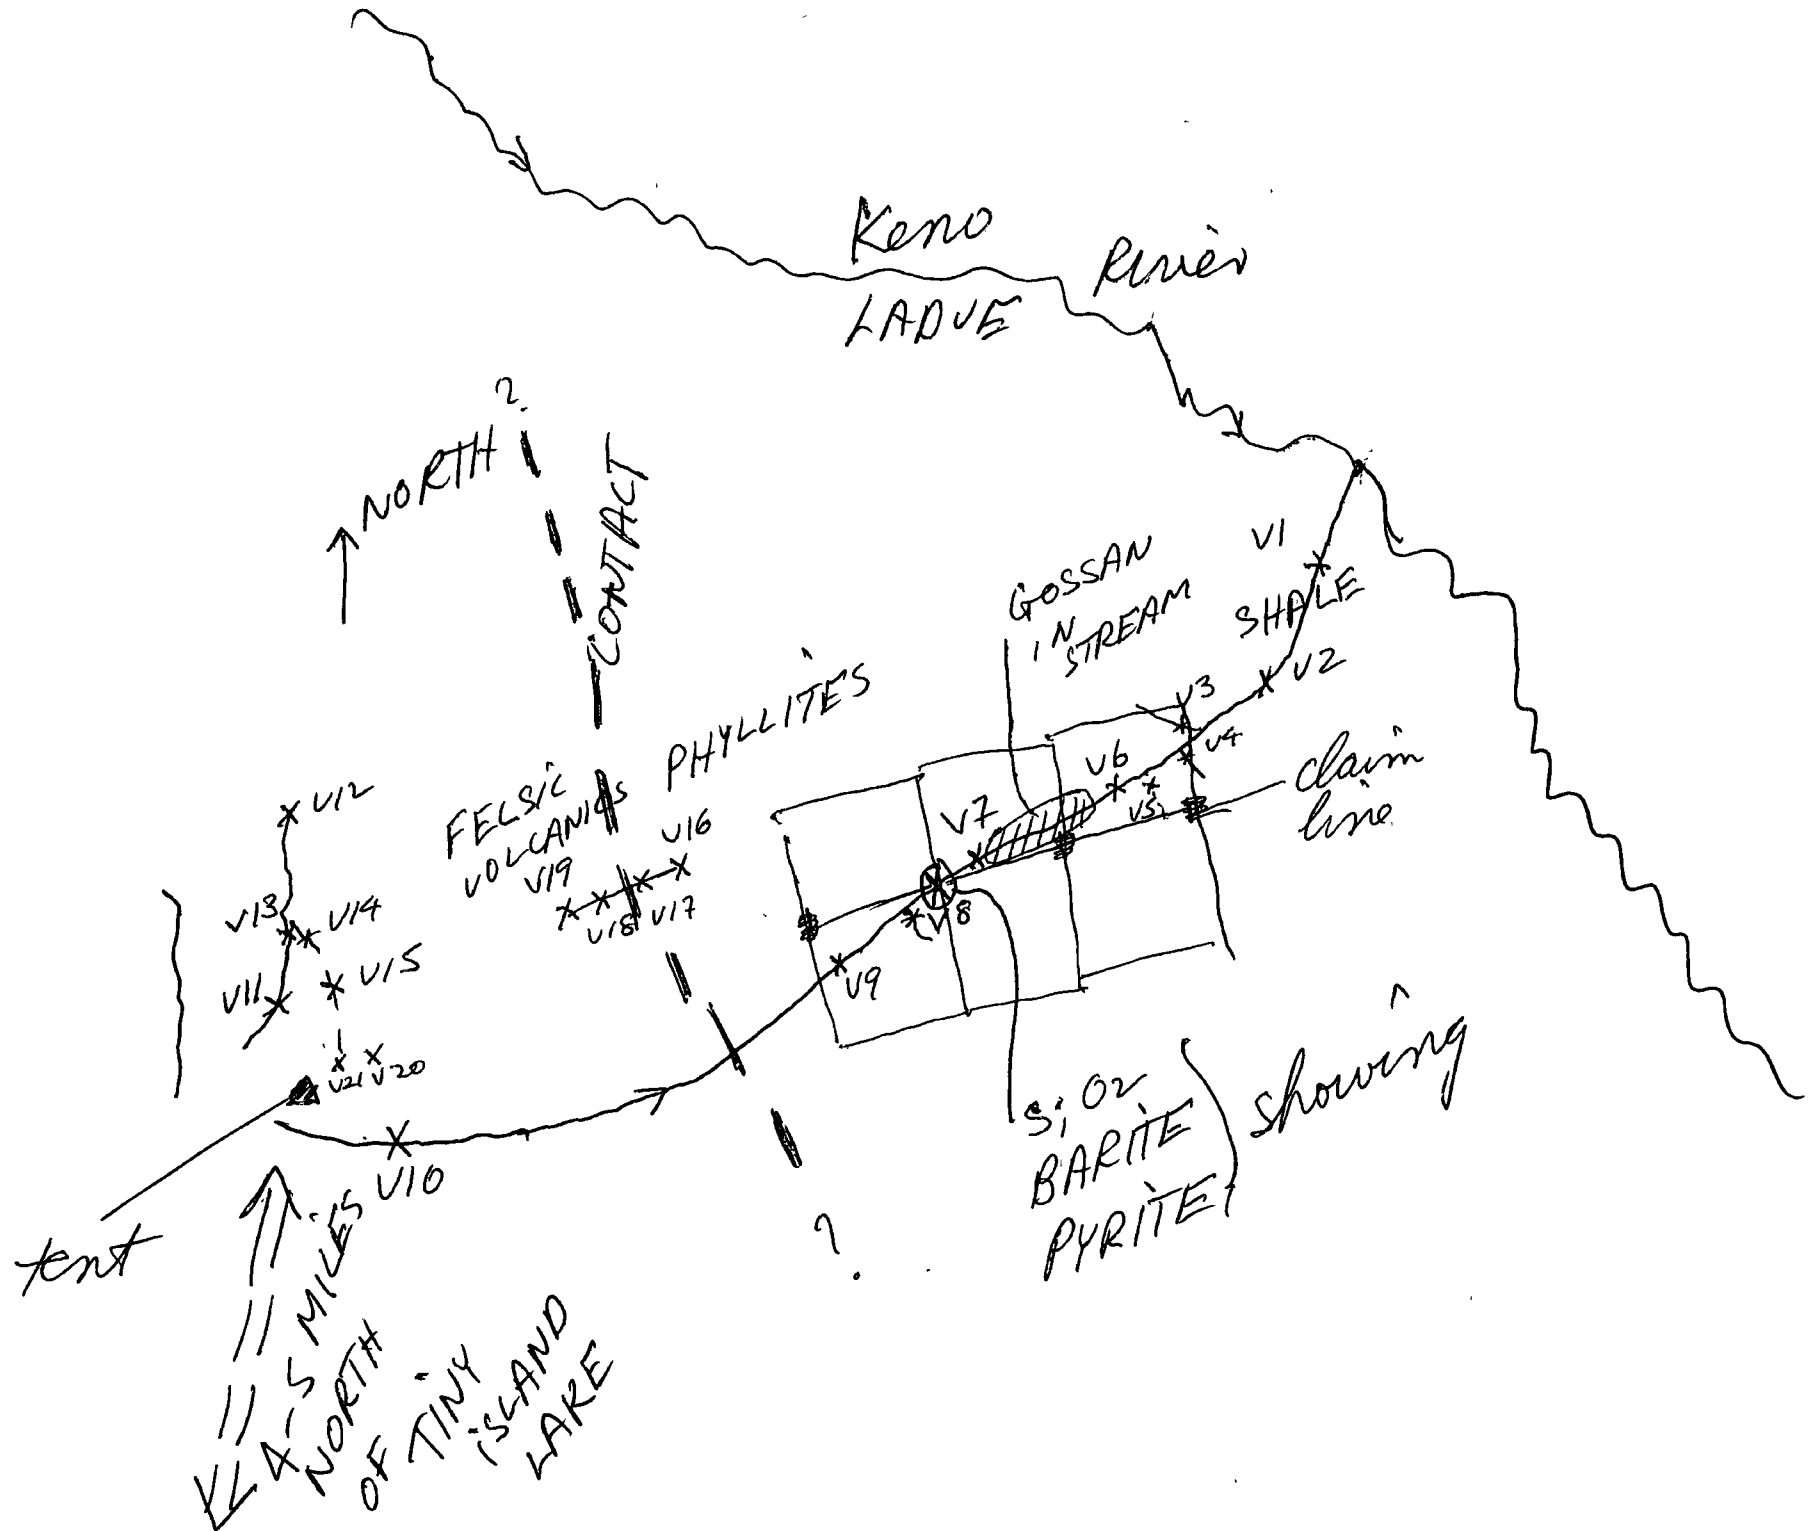 Keno
LADUE
River
?
NORTH
CONTACT
GOSSAN
IN
STREAM
V1
SHALE
V2
V3
V4
V6
V5
claim
line
PHYLLITES
FELSIC
VOLCANICS
V7
V8
V9
V16
V19
V18
V17
V12
V13
V14
V11
V15
V21
V20
V10
tent
SiO2
BARITE
PYRITE
showing
?
4-5 MILES
NORTH
OF TINY
ISLAND
LAKE